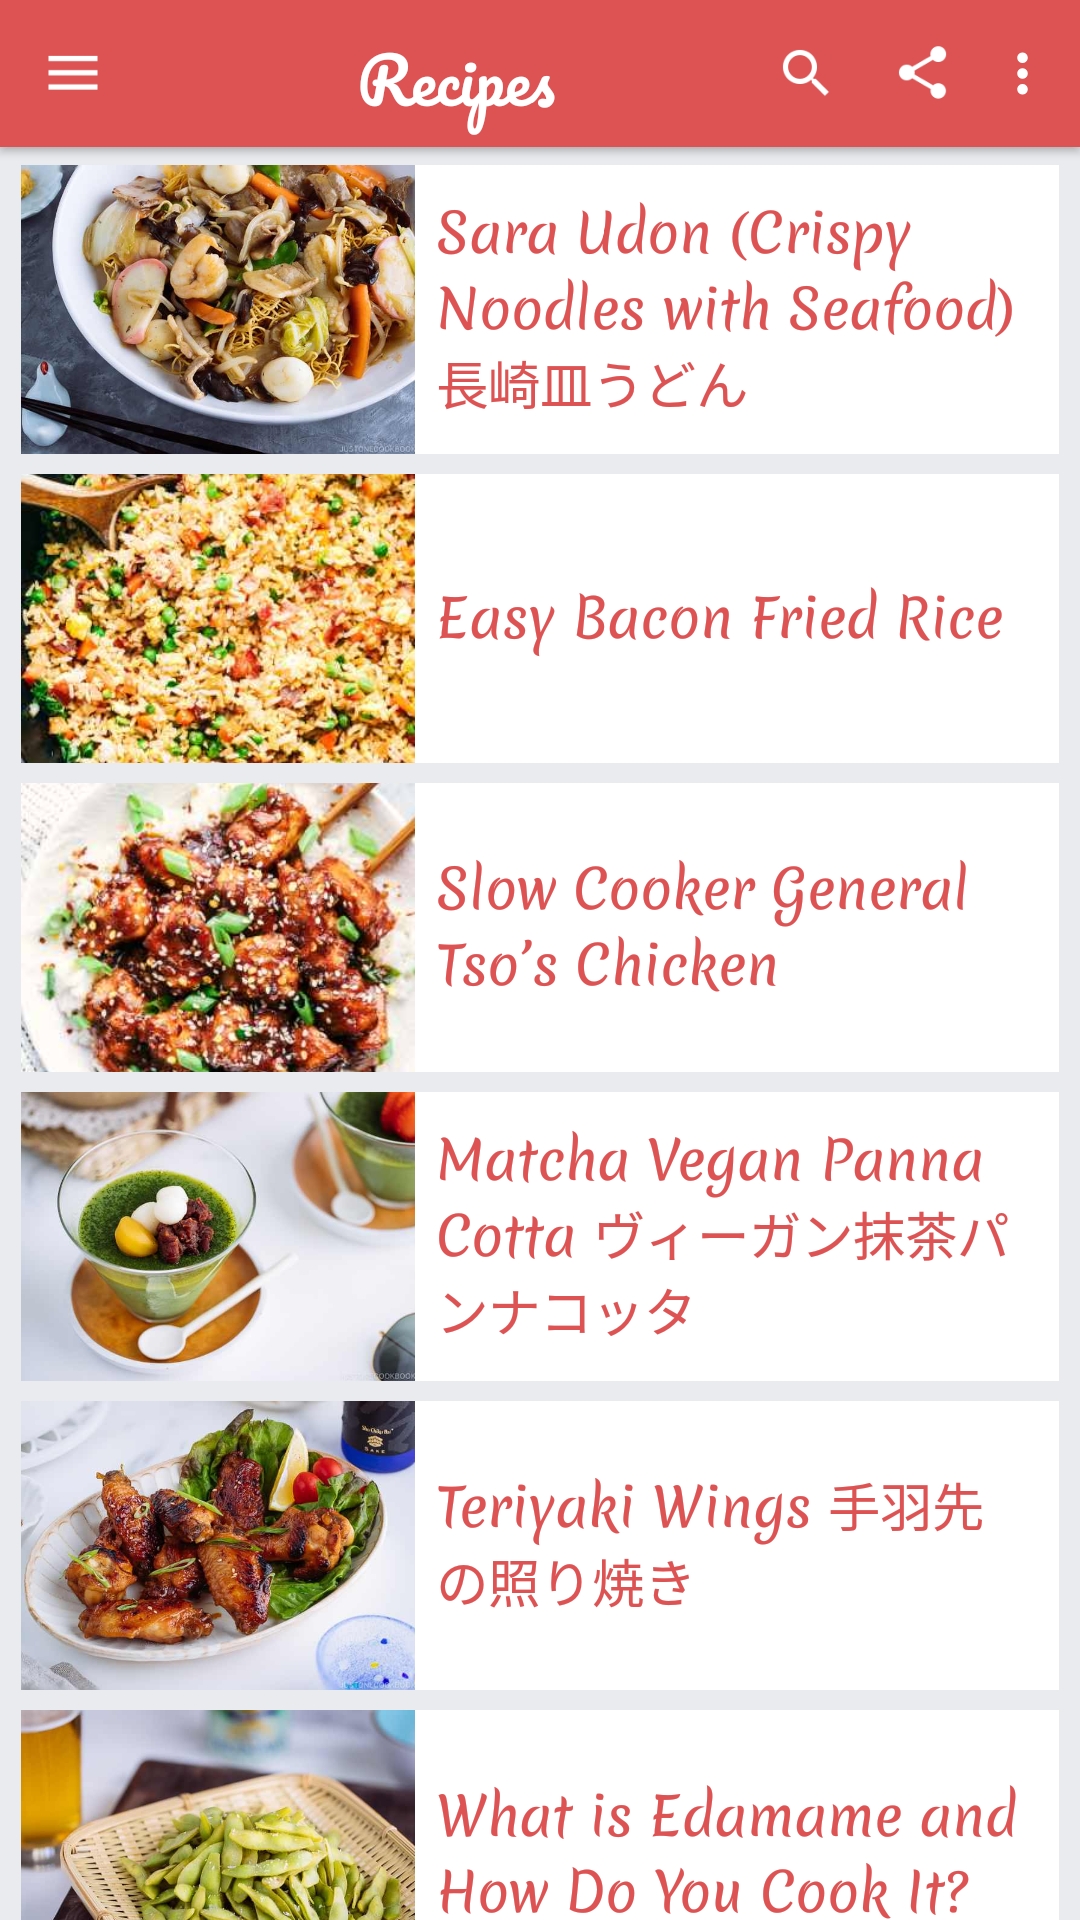 Recipes
Sara Udon (Crispy
Noodles with Seafood)
長崎皿うどん
Easy Bacon Fried Rice
Slow Cooker General
Tso’s Chicken
Matcha Vegan Panna
Cotta ヴィーガン抹茶パ
ンナコッタ
Teriyaki Wings 手羽先
の照り焼き
What is Edamame and
How Do You Cook It?